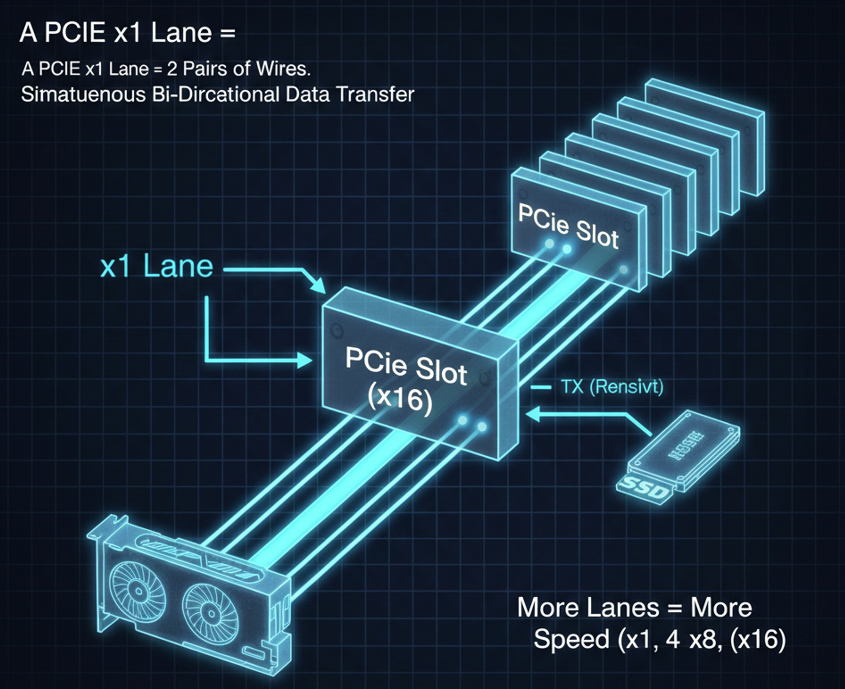 A PCIE x1 Lane =
A PCIE x1 Lane = 2 Pairs of Wires.
Simatuenous Bi-Dircational Data Transfer
PCie Slot
x1 Lane
PCie Slot
(x16)
TX (Rensivt)
SSD
More Lanes = More
Speed (x1, 4 x8, (x16)